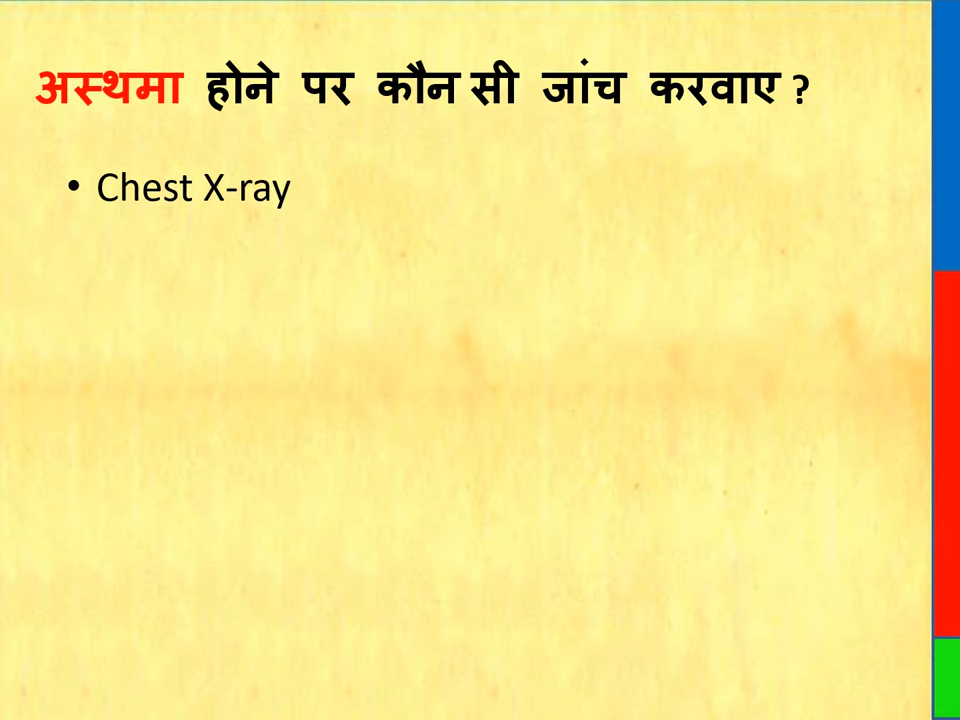 अस्थमा होने पर कौन सी जांच करवाए ?
• Chest X-ray